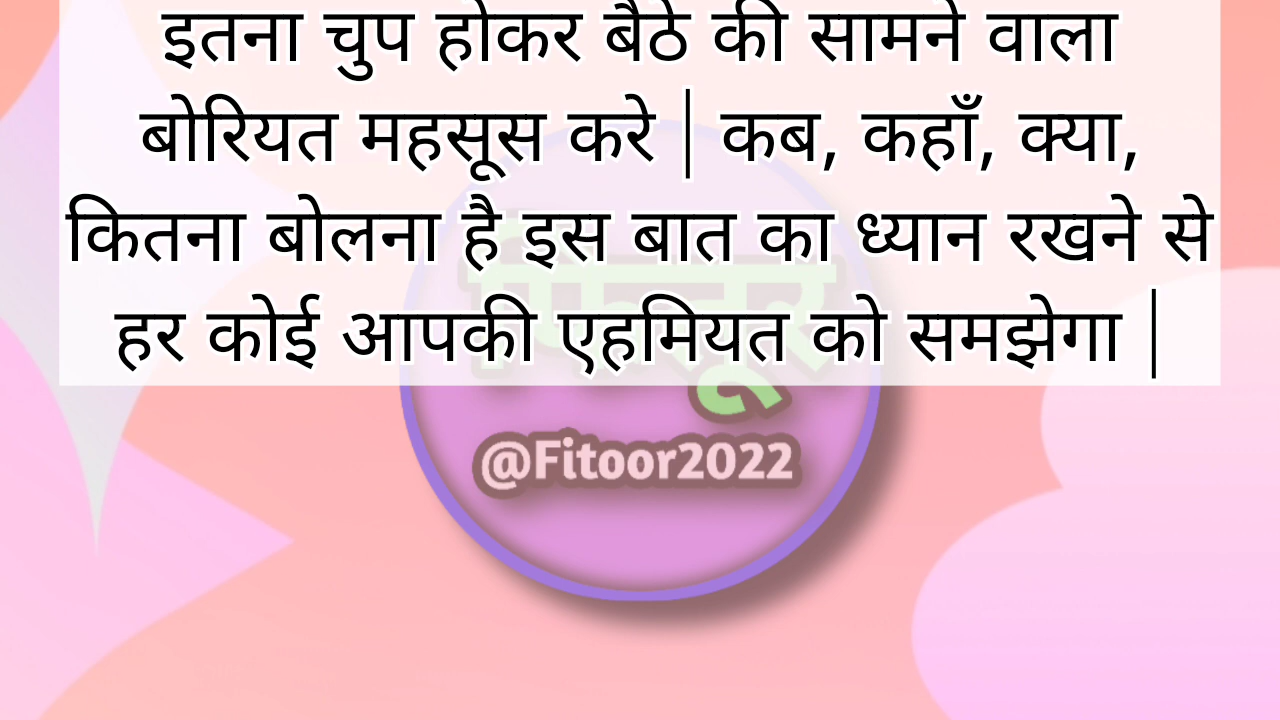 इतना चुप होकर बैठे की सामने वाला
बोरियत महसूस करे | कब, कहाँ, क्या,
कितना बोलना है इस बात का ध्यान रखने से
हर कोई आपकी एहमियत को समझेगा |
@Fitoor2022